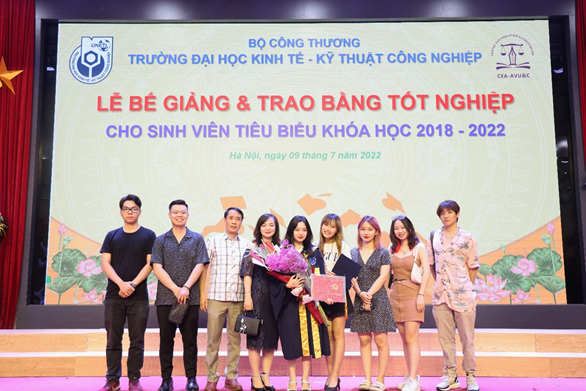 BỘ CÔNG THƯƠNG
TRƯỜNG ĐẠI HỌC KINH TẾ - KỸ THUẬT CÔNG NGHIỆP
LỄ BẾ GIẢNG & TRAO BẰNG TỐT NGHIỆP
CHO SINH VIÊN TIÊU BIỂU KHÓA HỌC 2018 - 2022
Hà Nội, ngày 09 tháng 7 năm 2022
UNETI
CEA-AVU&C